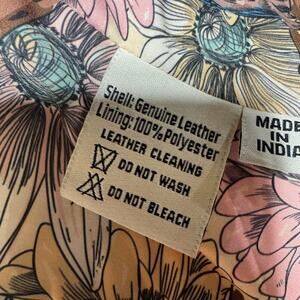 Shell: Genuine Leather
Lining: 100% Polyester
LEATHER CLEANING
DO NOT WASH
DO NOT BLEACH
MADE
IN
INDIA